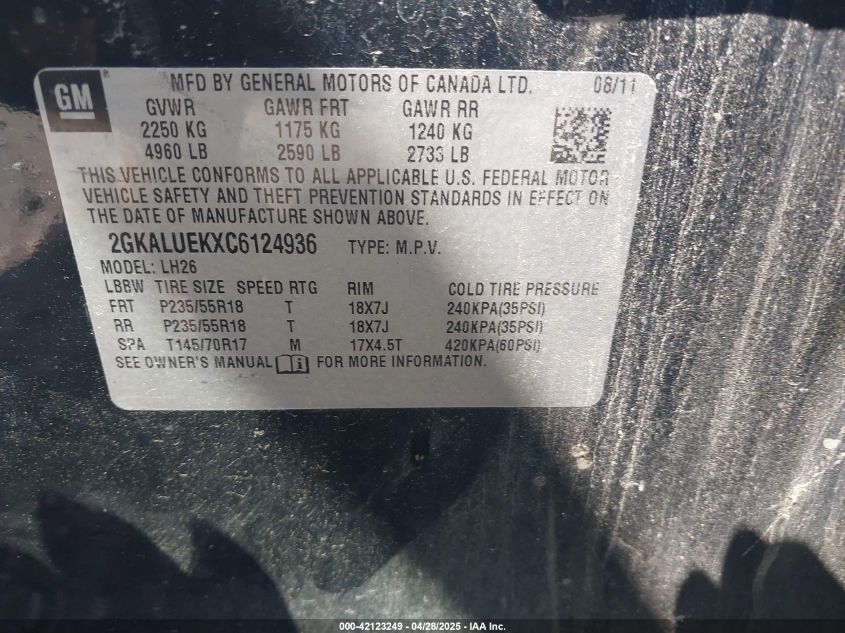 GM
MFD BY GENERAL MOTORS OF CANADA LTD. 08/11
GVWR GAWR FRT GAWR RR
2250 KG 1175 KG 1240 KG
4960 LB 2590 LB 2733 LB
THIS VEHICLE CONFORMS TO ALL APPLICABLE U.S. FEDERAL MOTOR
VEHICLE SAFETY AND THEFT PREVENTION STANDARDS IN EFFECT ON
THE DATE OF MANUFACTURE SHOWN ABOVE.
2GKALUEKXC6124936 TYPE: M.P.V.
MODEL: LH26
LBBW TIRE SIZE SPEED RTG RIM COLD TIRE PRESSURE
FRT P235/55R18 T 18X7J 240KPA(35PSI)
RR P235/55R18 T 18X7J 240KPA(35PSI)
SPA T145/70R17 M 17X4.5T 420KPA(60PSI)
SEE OWNER'S MANUAL FOR MORE INFORMATION.
000-42123249 04/28/2025 IAA Inc.